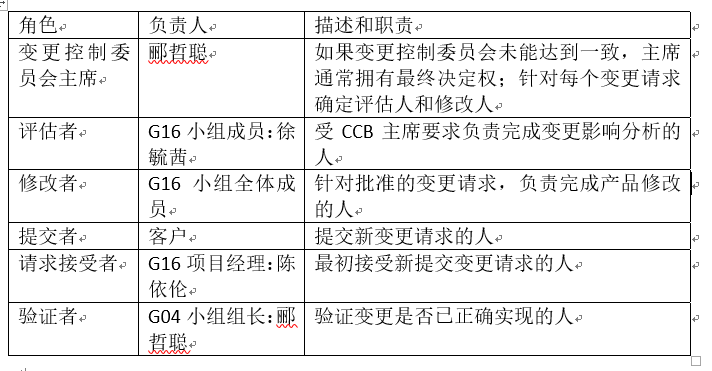 角色 负责人 描述和职责
变更控制委 郦哲聪 如果变更控制委员会未能达到一致，主席
员会主席 通常拥有最终决定权；针对每个变更请求
确定评估人和修改人
评估者 G16 小组成员：徐 受 CCB 主席要求负责完成变更影响分析的
毓茜 人
修改者 G16 小组全体成 针对批准的变更请求，负责完成产品修改
员 的人
提交者 客户 提交新变更请求的人
请求接受者 G16 项目经理：陈 最初接受新提交变更请求的人
依伦
验证者 G04 小组组长：郦 验证变更是否已正确实现的人
哲聪